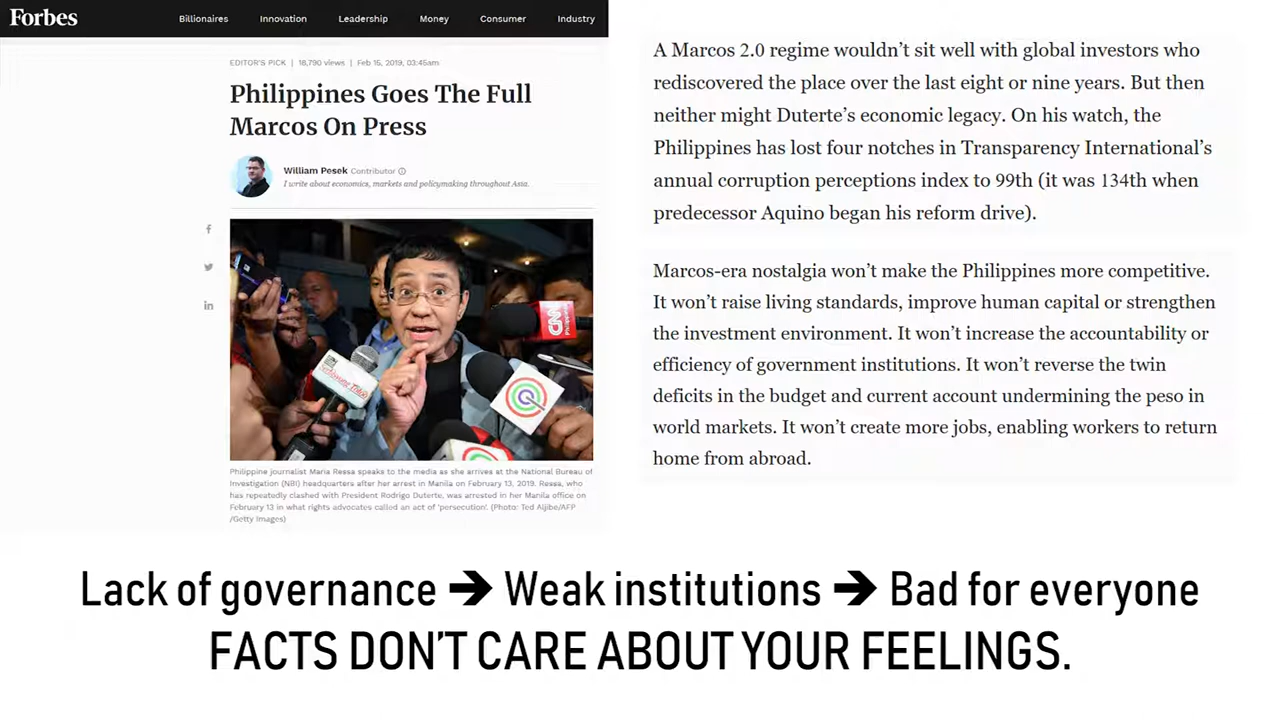 Forbes
Billionaires Innovation Leadership Money Consumer Industry
EDITOR'S PICK | 16,790 views | Feb 15, 2019, 03:45am
Philippines Goes The Full
Marcos On Press
William Pesek Contributor
I write about economics, markets and policymaking throughout Asia.
CNN
Philippines
Philippine journalist Maria Ressa speaks to the media as she arrives at the National Bureau of
Investigation (NBI) headquarters after her arrest in Manila on February 13, 2019. Ressa, who
has repeatedly clashed with President Rodrigo Duterte, was arrested in her Manila office on
February 13 in what rights advocates called an act of 'persecution'. (Photo: Ted Aljibe/AFP
/Getty Images)
A Marcos 2.0 regime wouldn't sit well with global investors who
rediscovered the place over the last eight or nine years. But then
neither might Duterte's economic legacy. On his watch, the
Philippines has lost four notches in Transparency International's
annual corruption perceptions index to 99th (it was 134th when
predecessor Aquino began his reform drive).
Marcos-era nostalgia won't make the Philippines more competitive.
It won't raise living standards, improve human capital or strengthen
the investment environment. It won't increase the accountability or
efficiency of government institutions. It won't reverse the twin
deficits in the budget and current account undermining the peso in
world markets. It won't create more jobs, enabling workers to return
home from abroad.
Lack of governance ➔ Weak institutions ➔ Bad for everyone
FACTS DON'T CARE ABOUT YOUR FEELINGS.